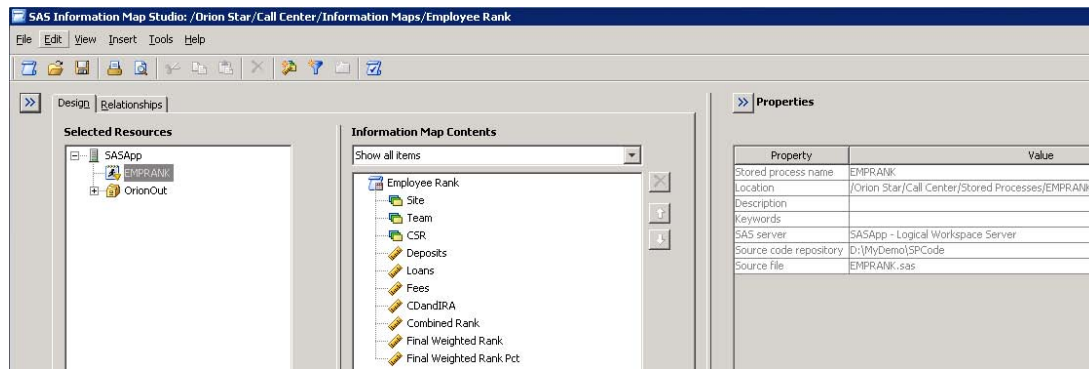 SAS Information Map Studio: /Orion Star/Call Center/Information Maps/Employee Rank
File Edit View Insert Tools Help
Design Relationships
Properties
Selected Resources
Information Map Contents
SASApp
EMPRANK
OrionOut
Show all items
Employee Rank
Site
Team
CSR
Deposits
Loans
Fees
CDandIRA
Combined Rank
Final Weighted Rank
Final Weighted Rank Pct
Property Value
Stored process name EMPRANK
Location /Orion Star/Call Center/Stored Processes/EMPRANK
Description
Keywords
SAS server SASApp - Logical Workspace Server
Source code repository D:\MyDemo\SPCode
Source file EMPRANK.sas